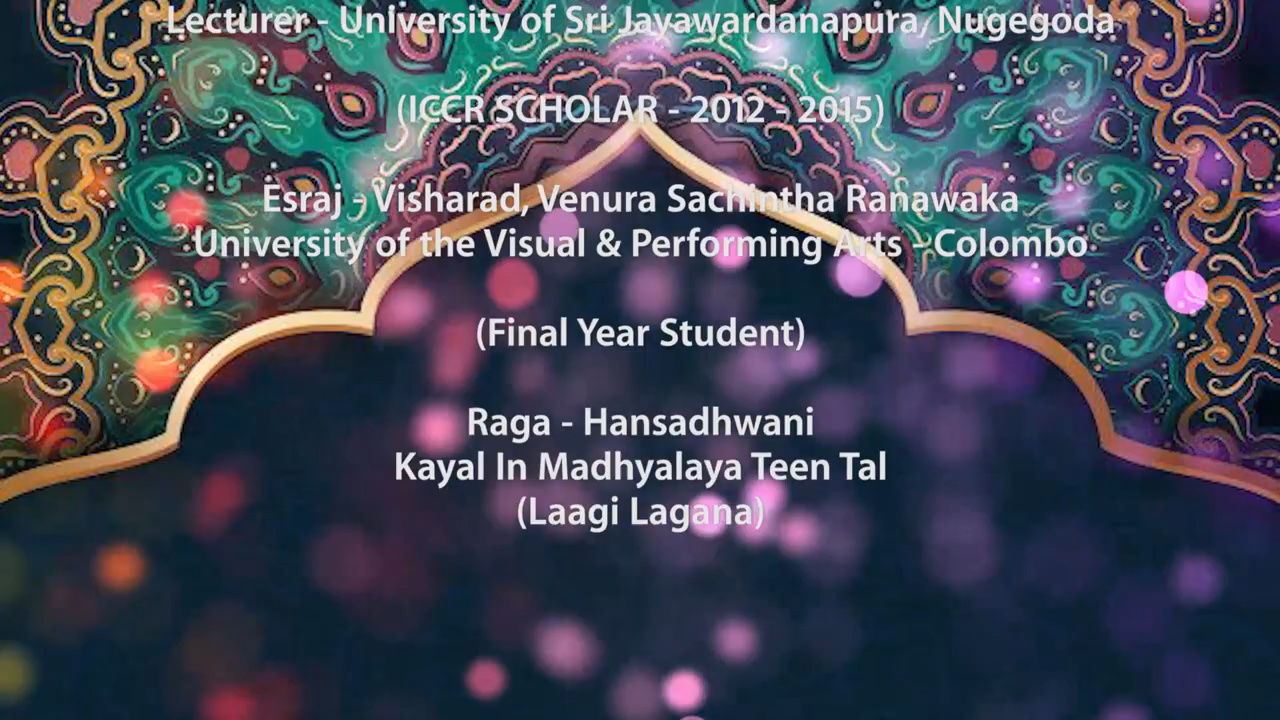 Lecturer - University of Sri Jayawardanapura, Nugegoda
(ICCR SCHOLAR - 2012 - 2015)
Esraj - Visharad, Venura Sachintha Ranawaka
University of the Visual & Performing Arts - Colombo
(Final Year Student)
Raga - Hansadhwani
Kayal In Madhyalaya Teen Tal
(Laagi Lagana)